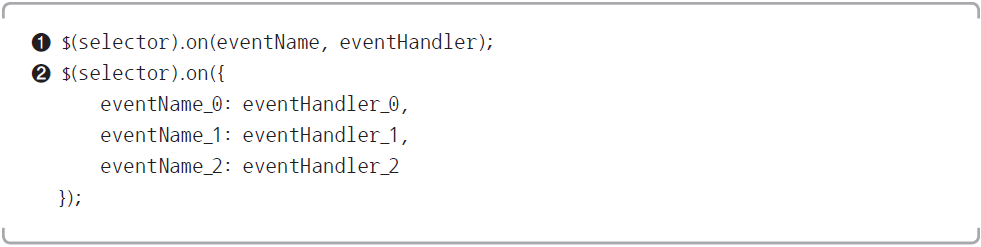 ❶ $(selector).on(eventName, eventHandler);
❷ $(selector).on({
eventName_0: eventHandler_0,
eventName_1: eventHandler_1,
eventName_2: eventHandler_2
});